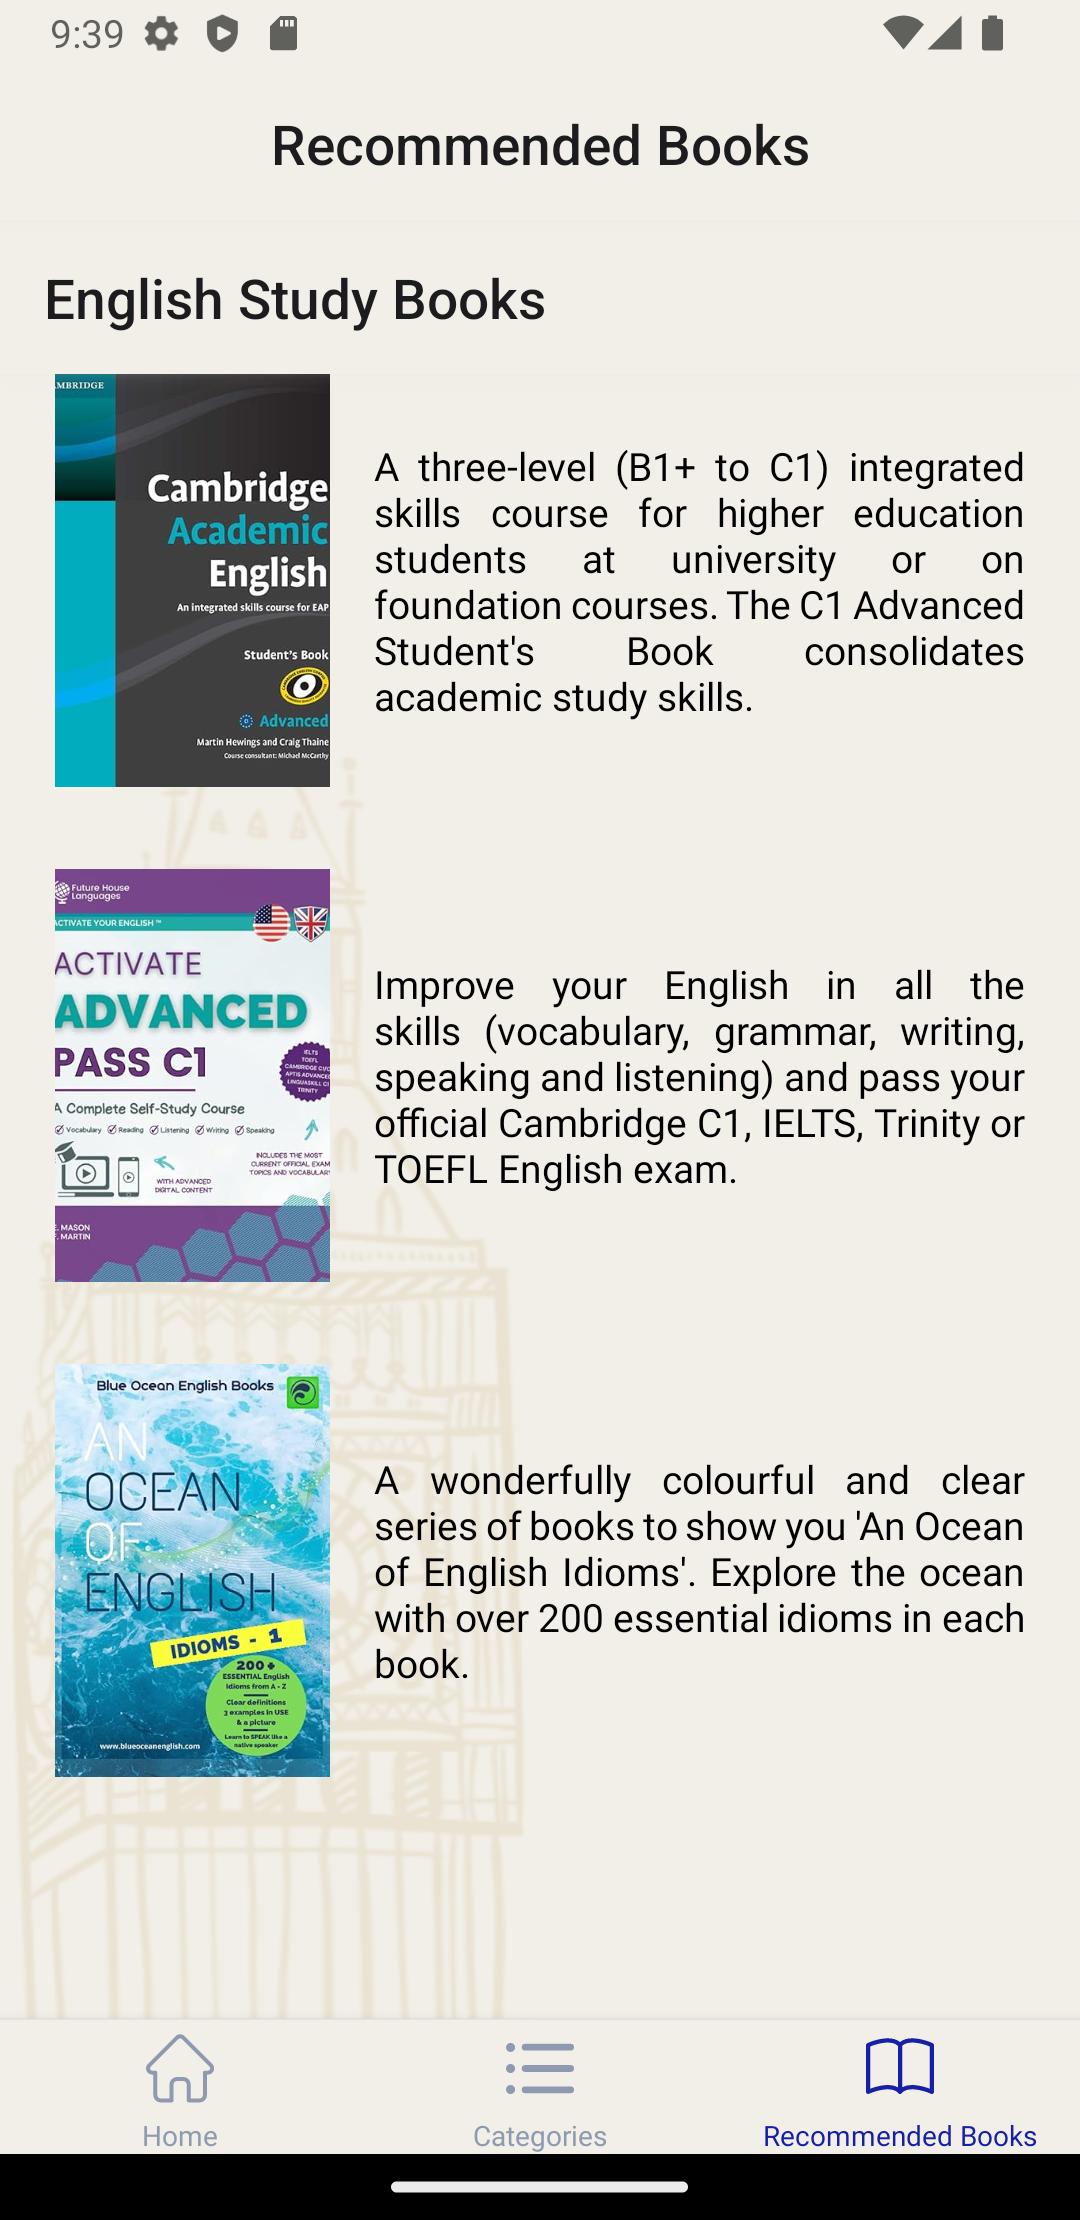 9:39
Recommended Books
English Study Books
MBRIDGE
Cambridge
Academic
English
An integrated skills course for EAP
Student's Book
Advanced
Martin Hewings and Craig Thaine
Course consultant: Michael McCarthy
A three-level (B1+ to C1) integrated
skills course for higher education
students at university or on
foundation courses. The C1 Advanced
Student's Book consolidates
academic study skills.
Future House
Languages
ACTIVATE YOUR ENGLISH™
ACTIVATE
ADVANCED
PASS C1
IELTS
TOEFL
CAMBRIDGE C1/C
APTIS ADVANCED
LINGUASKILL C1
TRINITY
A Complete Self-Study Course
Vocabulary Reading Listening Writing Speaking
INCLUDES THE MOST
CURRENT OFFICIAL EXAM
TOPICS AND VOCABULAR
WITH ADVANCED
DIGITAL CONTENT
. MASON
. MARTIN
Improve your English in all the
skills (vocabulary, grammar, writing,
speaking and listening) and pass your
official Cambridge C1, IELTS, Trinity or
TOEFL English exam.
Blue Ocean English Books
AN
OCEAN
OF
ENGLISH
IDIOMS - 1
200+
ESSENTIAL English
Idioms from A - Z
Clear definitions
3 examples in USE
& a picture
Learn to SPEAK like a
native speaker
www.blueoceanenglish.com
A wonderfully colourful and clear
series of books to show you 'An Ocean
of English Idioms'. Explore the ocean
with over 200 essential idioms in each
book.
Home
Categories
Recommended Books